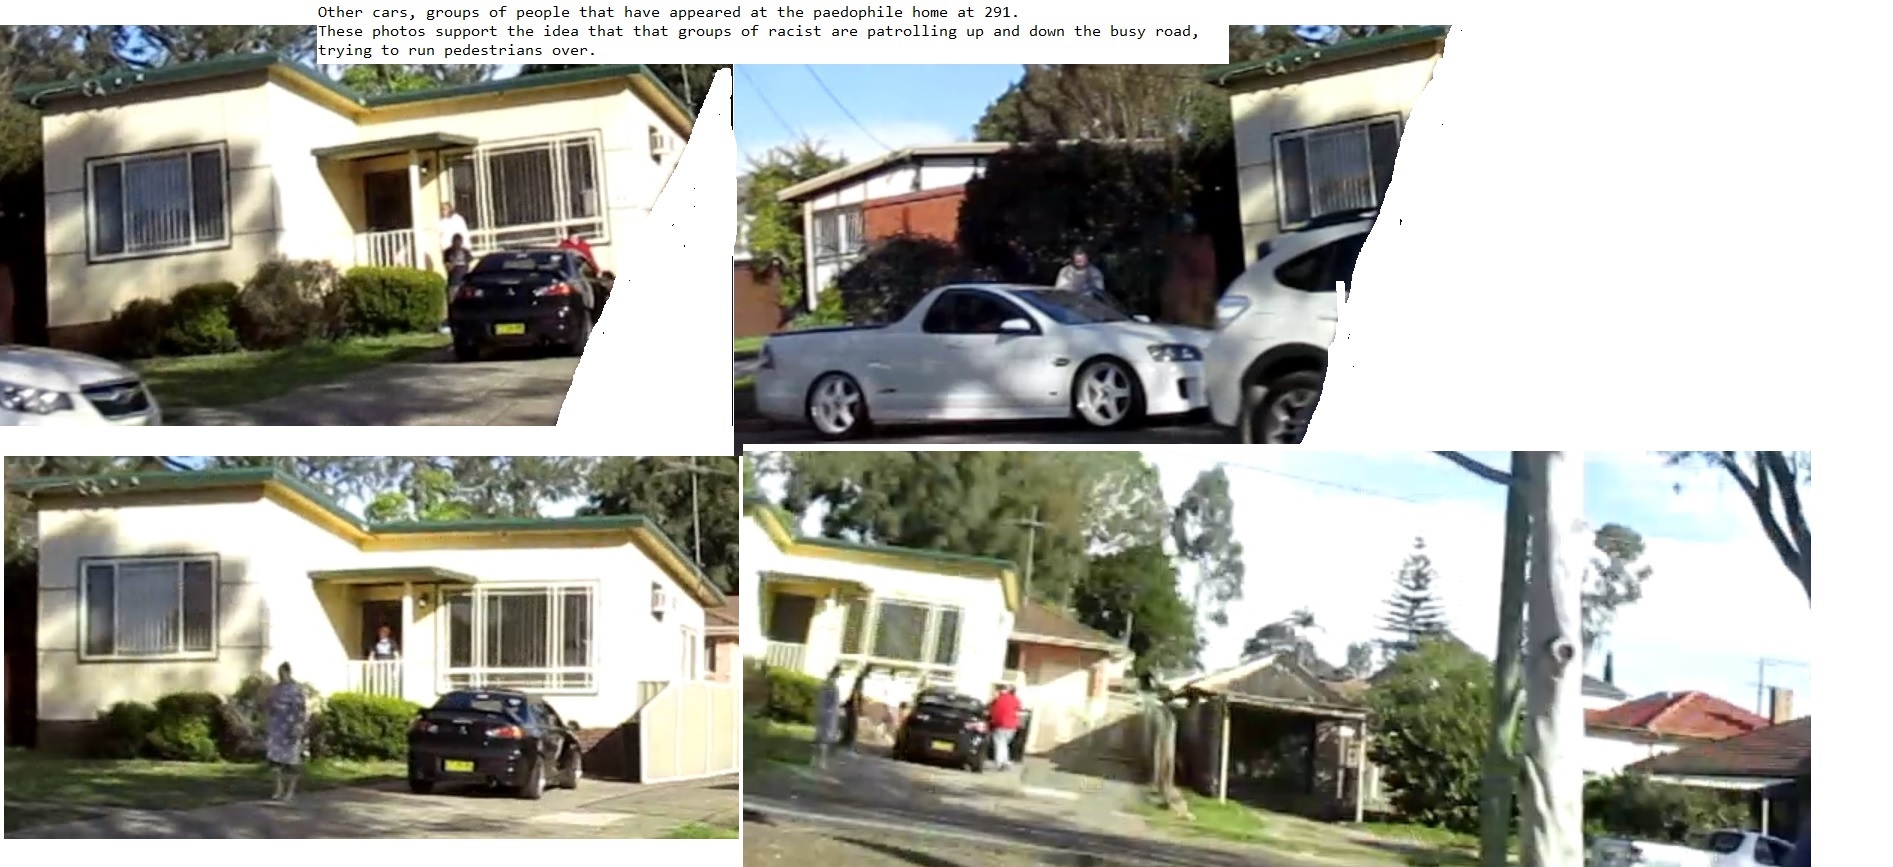 Other cars, groups of people that have appeared at the paedophile home at 291.
These photos support the idea that that groups of racist are patrolling up and down the busy road,
trying to run pedestrians over.